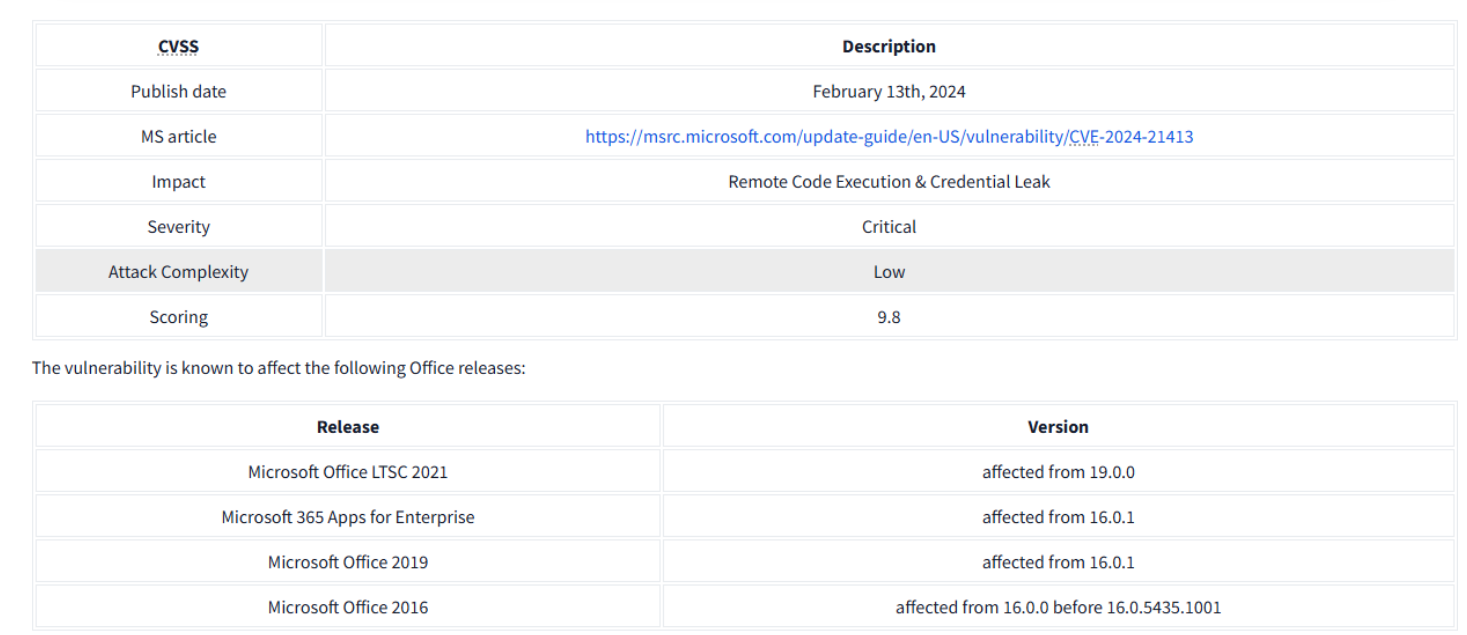 CVSS Description
Publish date February 13th, 2024
MS article https://msrc.microsoft.com/update-guide/en-US/vulnerability/CVE-2024-21413
Impact Remote Code Execution & Credential Leak
Severity Critical
Attack Complexity Low
Scoring 9.8
The vulnerability is known to affect the following Office releases:
Release Version
Microsoft Office LTSC 2021 affected from 19.0.0
Microsoft 365 Apps for Enterprise affected from 16.0.1
Microsoft Office 2019 affected from 16.0.1
Microsoft Office 2016 affected from 16.0.0 before 16.0.5435.1001